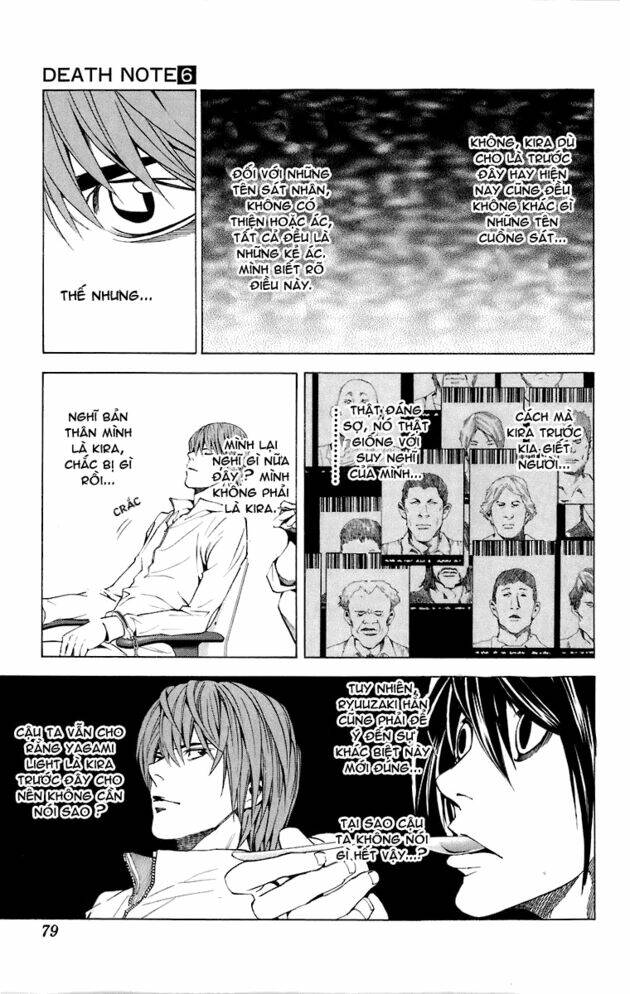 DEATH NOTE 6
KHÔNG, KIRA DÙ
CHO LÀ TRƯỚC
ĐÂY HAY HIỆN
NAY CŨNG ĐỀU
KHÔNG KHÁC GÌ
NHỮNG TÊN
CUỒNG SÁT...
ĐỐI VỚI NHỮNG
TÊN SÁT NHÂN,
KHÔNG CÓ
THIỆN HOẶC ÁC,
TẤT CẢ ĐỀU LÀ
NHỮNG KẺ ÁC.
MÌNH BIẾT RÕ
ĐIỀU NÀY.
THẾ NHƯNG...
CÁCH MÀ
KIRA TRƯỚC
KIA GIẾT
NGƯỜI...
THẬT ĐÁNG
SỢ, NÓ THẬT
GIỐNG VỚI
SUY NGHĨ
CỦA MÌNH...
MÌNH LẠI
NGHĨ GÌ NỮA
ĐÂY ? MÌNH
KHÔNG PHẢI
LÀ KIRA.
NGHĨ BẢN
THÂN MÌNH
LÀ KIRA,
CHẮC BỊ GÌ
RỒI...
CRẮC
TUY NHIÊN,
RYUUZAKI HẲN
CŨNG PHẢI ĐỂ
Ý ĐẾN SỰ
KHÁC BIỆT NÀY
MỚI ĐÚNG...
TẠI SAO CẬU
TA KHÔNG NÓI
GÌ HẾT VẬY...?
CẬU TA VẪN CHO
RẰNG YAGAMI
LIGHT LÀ KIRA
TRƯỚC ĐÂY CHO
NÊN KHÔNG CẦN
NÓI SAO ?
79